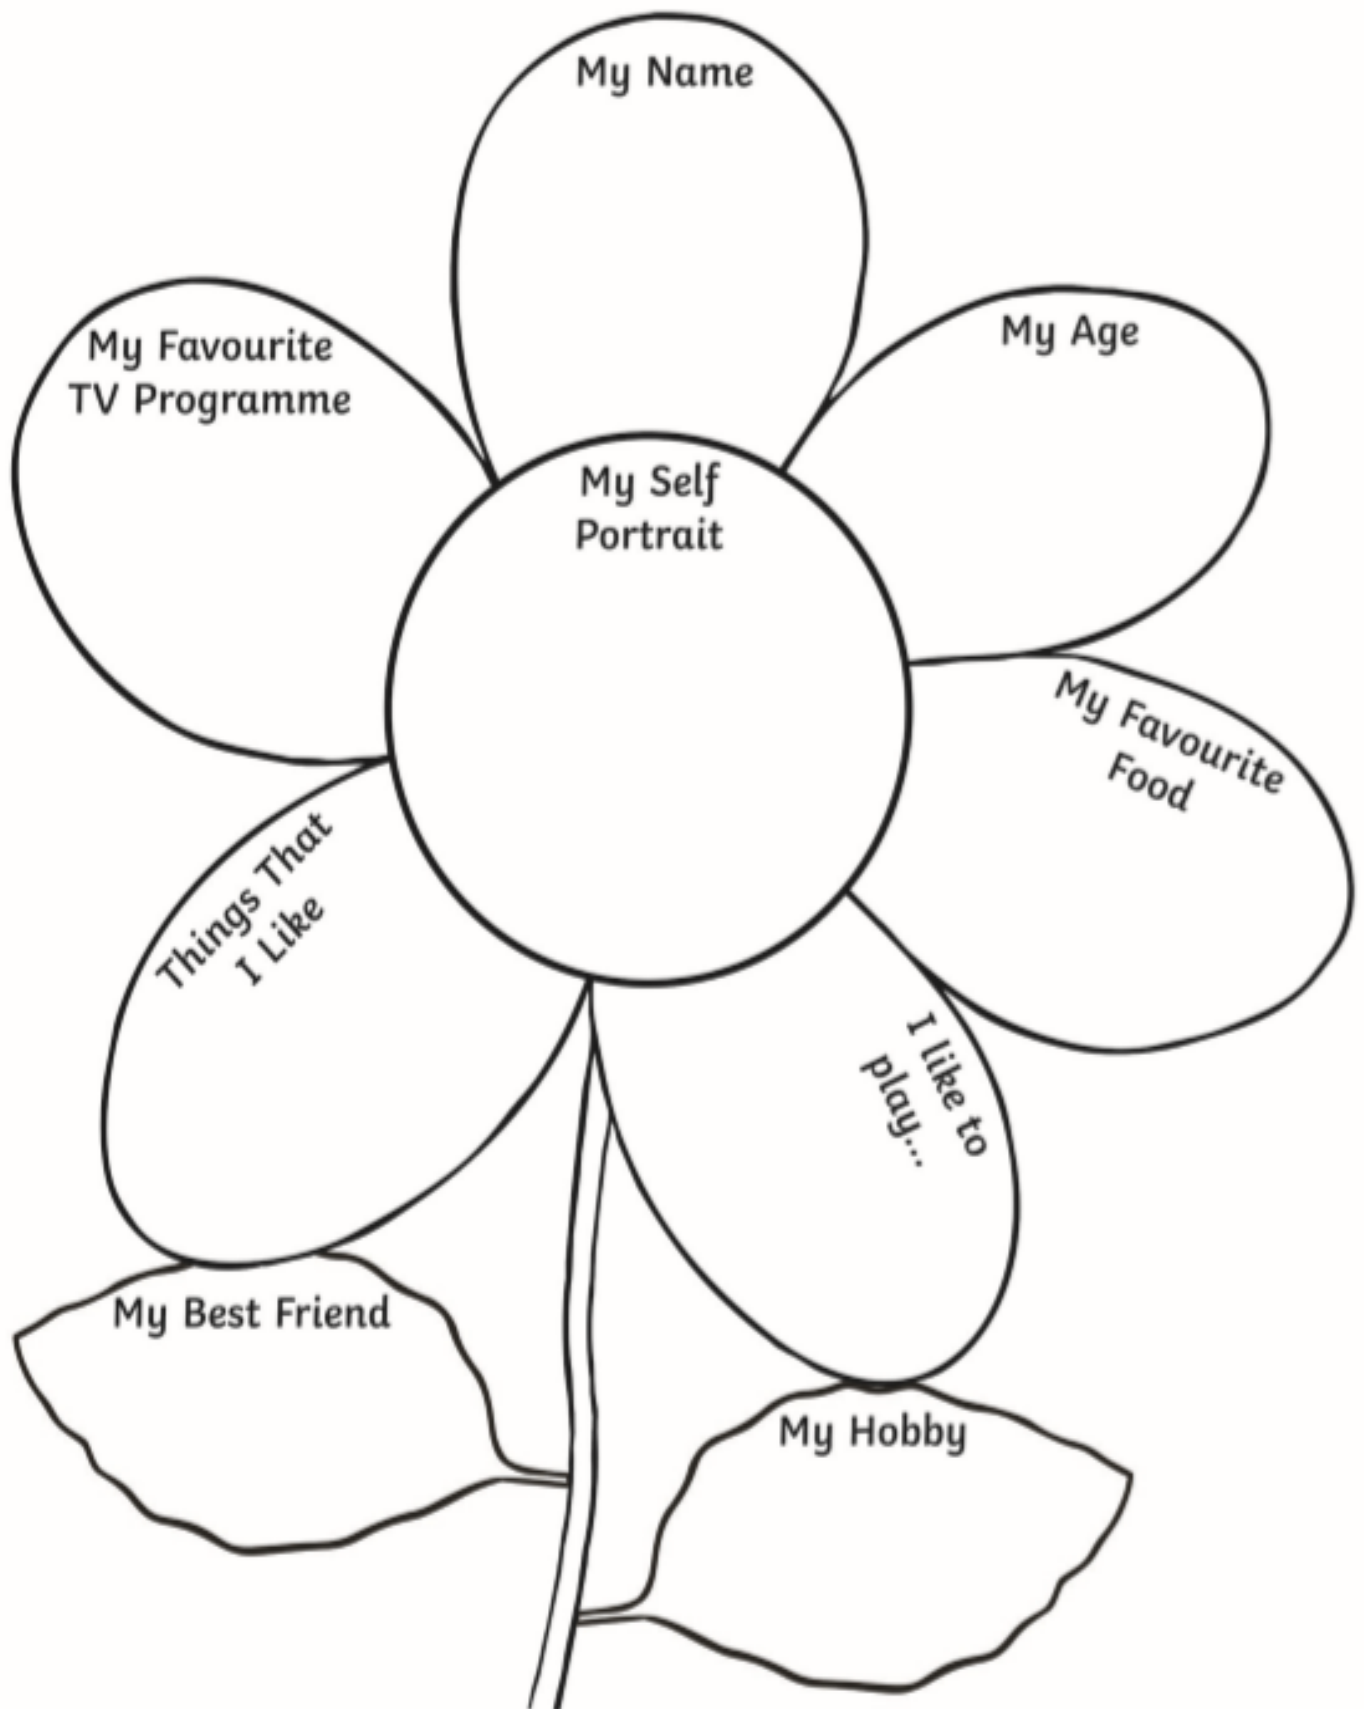 My Name
My Age
My Favourite
TV Programme
My Self
Portrait
My Favourite
Food
Things That
I Like
I like to
play...
My Best Friend
My Hobby